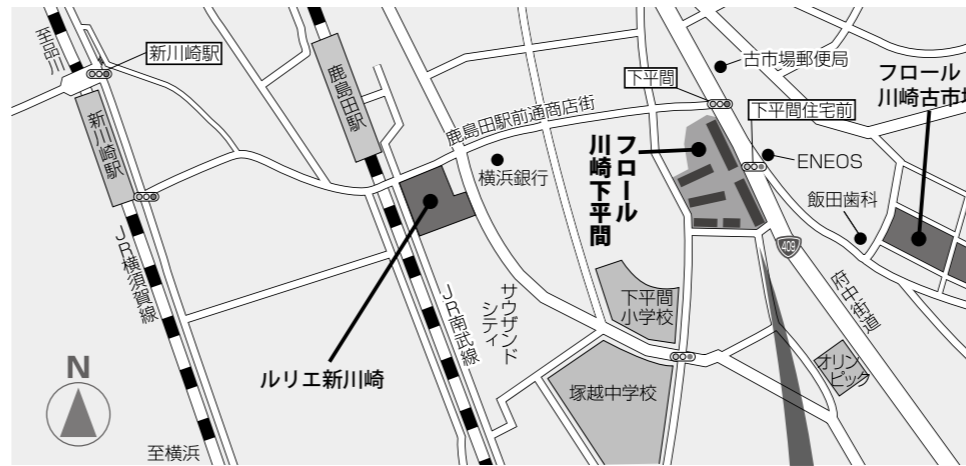 至品川
新川崎駅
新川崎駅
JR横須賀線
至横浜
N
鹿島田駅
鹿島田駅前通商店街
横浜銀行
ルリエ新川崎
JR南武線
サウザンド
シティ
下平間
フロール
川崎下平間
古市場郵便局
下平間住宅前
フロール
川崎古市場
ENEOS
飯田歯科
409
府中街道
下平間
小学校
塚越中学校
オリン
ピック